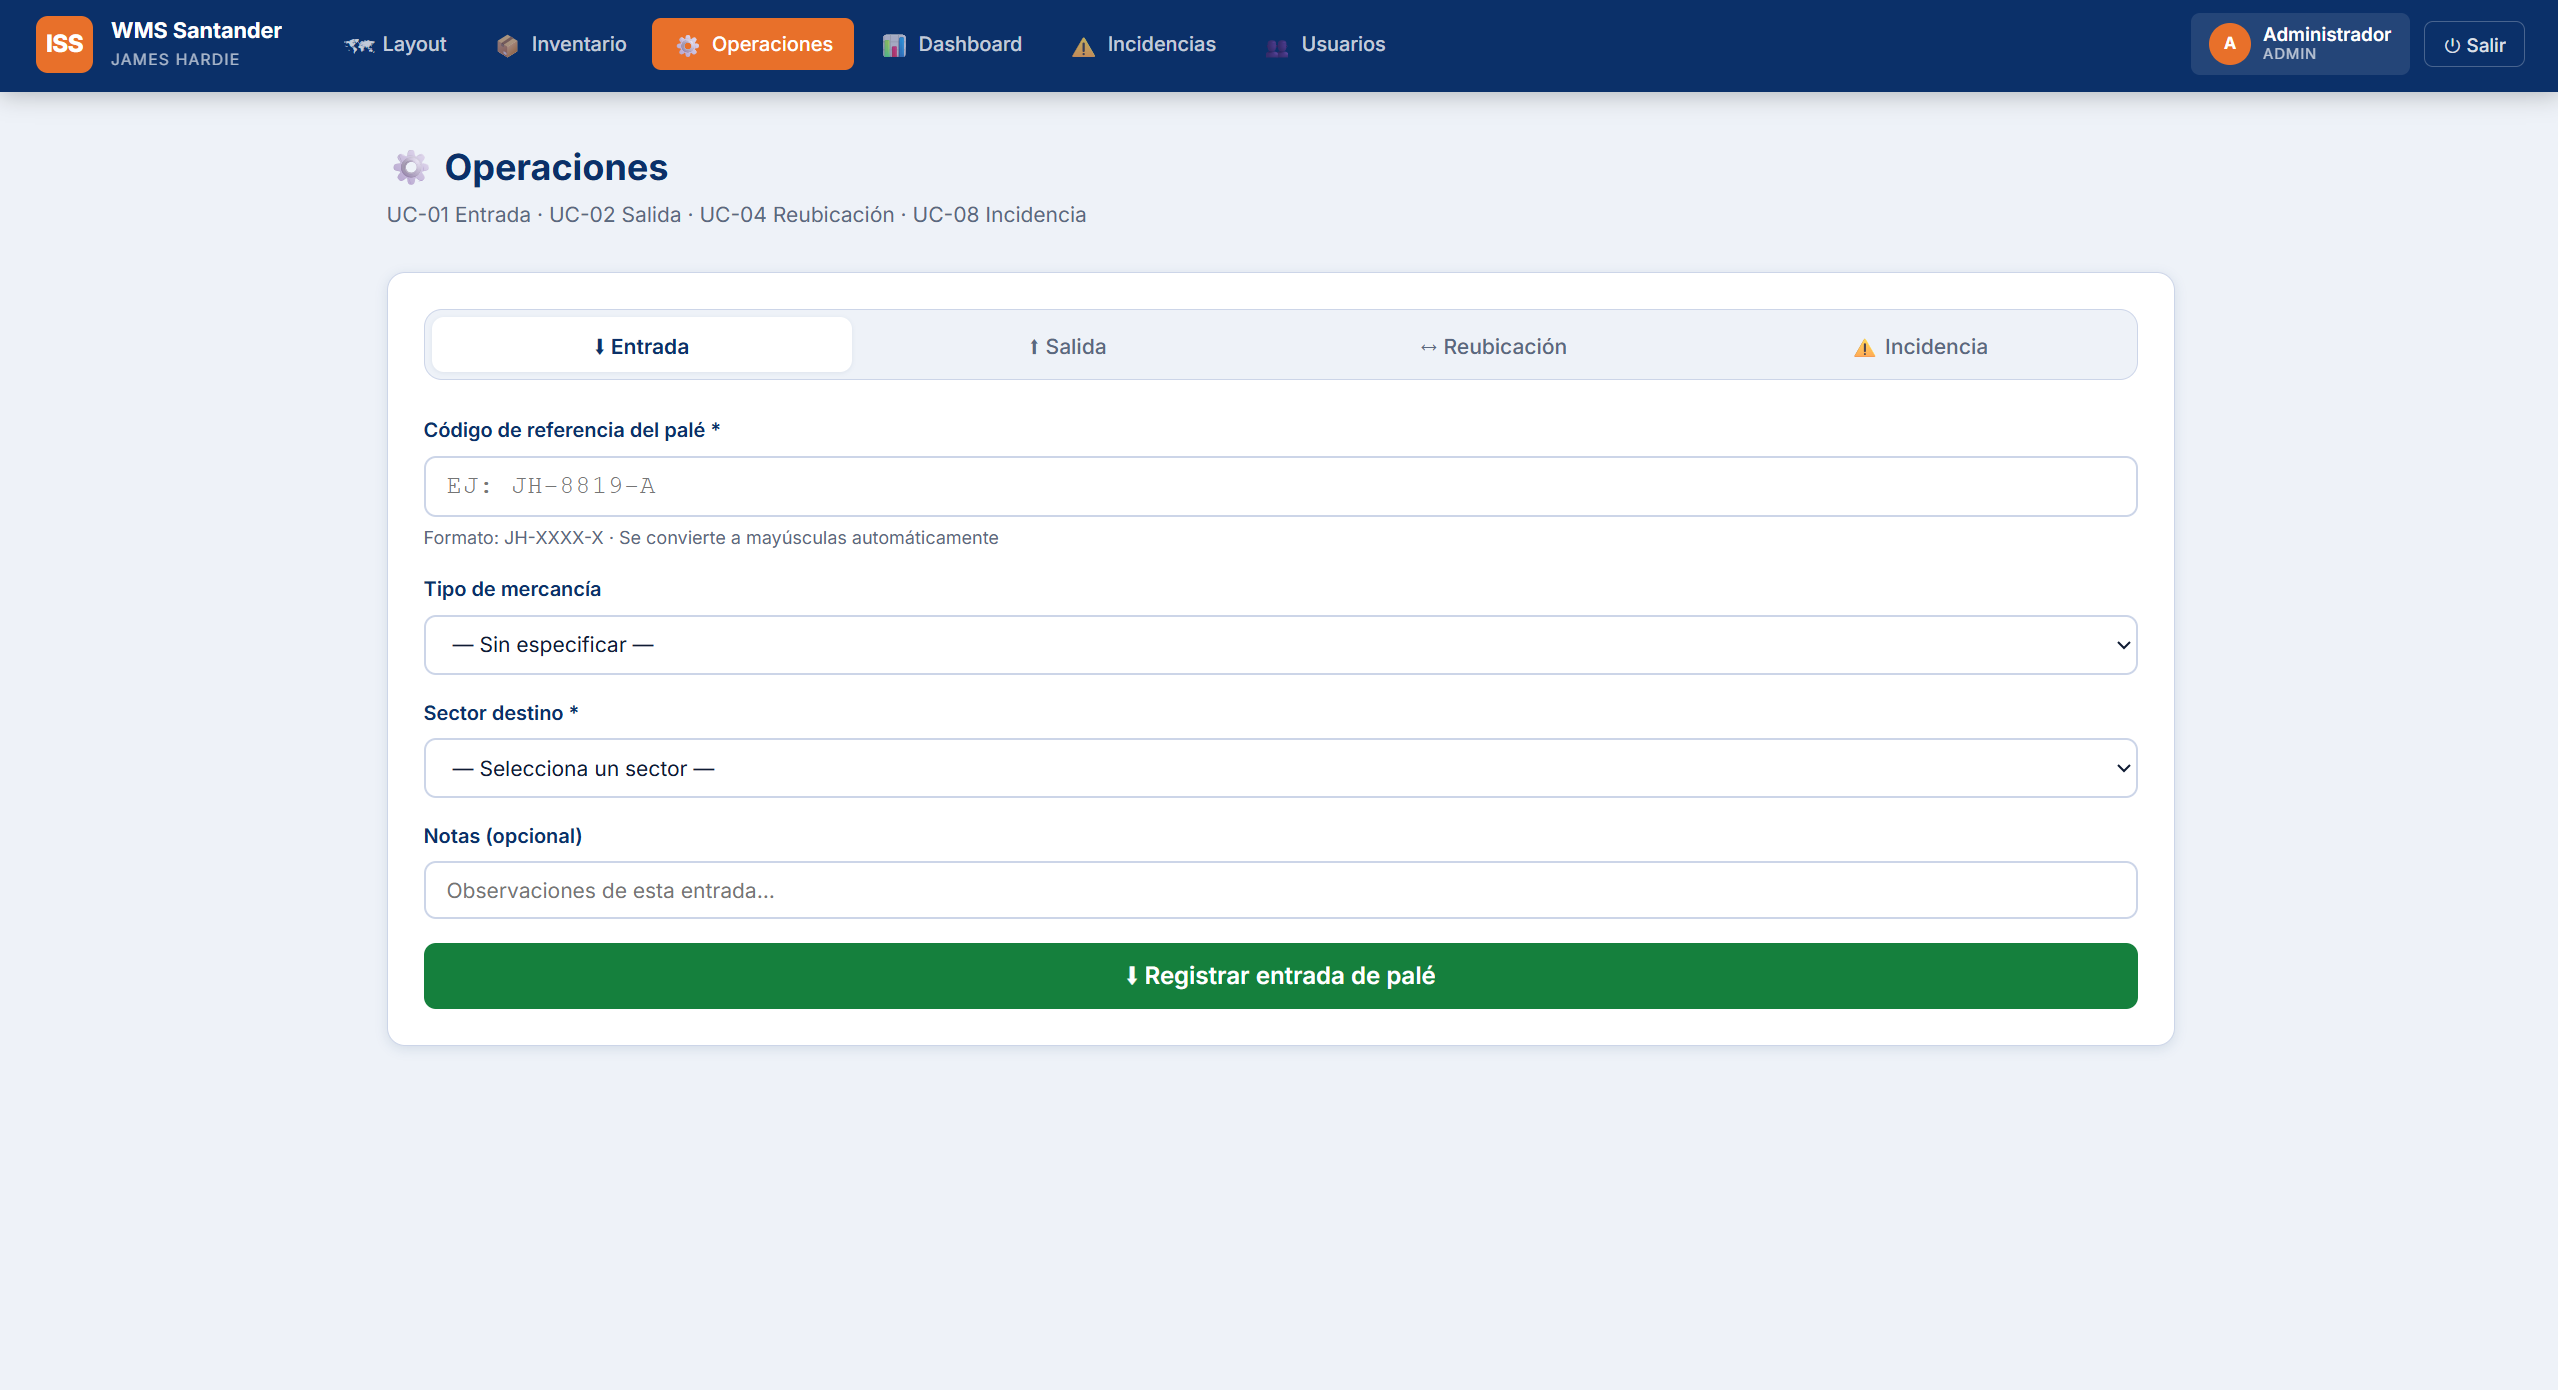 ISS
WMS Santander
JAMES HARDIE
Layout
Inventario
Operaciones
Dashboard
Incidencias
Usuarios
A
Administrador
ADMIN
Salir
Operaciones
UC-01 Entrada · UC-02 Salida · UC-04 Reubicación · UC-08 Incidencia
⬇ Entrada
⬆ Salida
↔ Reubicación
⚠️ Incidencia
Código de referencia del palé *
EJ: JH-8819-A
Formato: JH-XXXX-X · Se convierte a mayúsculas automáticamente
Tipo de mercancía
— Sin especificar —
Sector destino *
— Selecciona un sector —
Notas (opcional)
Observaciones de esta entrada...
⬇ Registrar entrada de palé